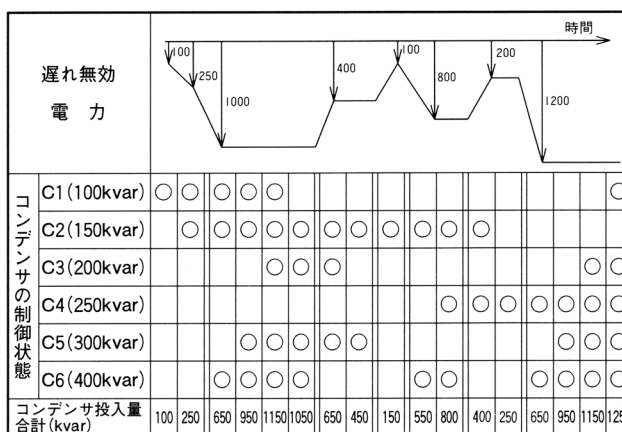 時間
遅れ無効
電 力
100
250
1000
400
100
800
200
1200
コンデンサの制御状態
C1(100kvar) ○ ○ ○ ○ ○ ○
C2(150kvar) ○ ○ ○ ○ ○ ○ ○ ○ ○ ○ ○
C3(200kvar) ○ ○ ○ ○ ○
C4(250kvar) ○ ○ ○ ○ ○ ○ ○
C5(300kvar) ○ ○ ○ ○ ○ ○ ○ ○
C6(400kvar) ○ ○ ○ ○ ○ ○ ○ ○ ○ ○
コンデンサ投入量
合計(kvar)
100 250 650 950 1150 1050 650 450 150 550 800 400 250 650 950 1150 125